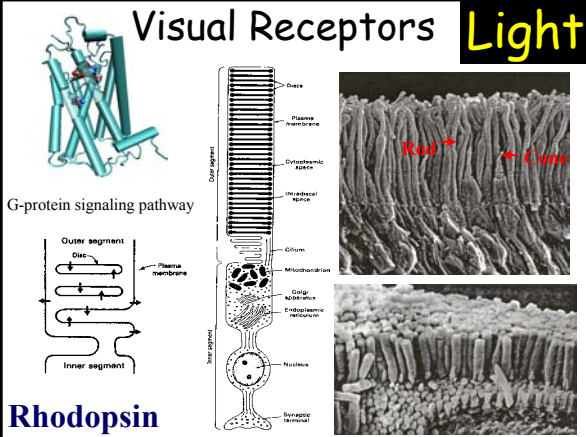 Visual Receptors
Light
G-protein signaling pathway
Outer segment
Disc
Plasma
membrane
Inner segment
Rhodopsin
Outer segment
Inner segment
Discs
Plasma
membrane
Cytoplasmic
space
Intradiscal
space
Cilium
Mitochondrion
Golgi
apparatus
Endoplasmic
reticulum
Nucleus
Synaptic
terminal
Rod
Cone